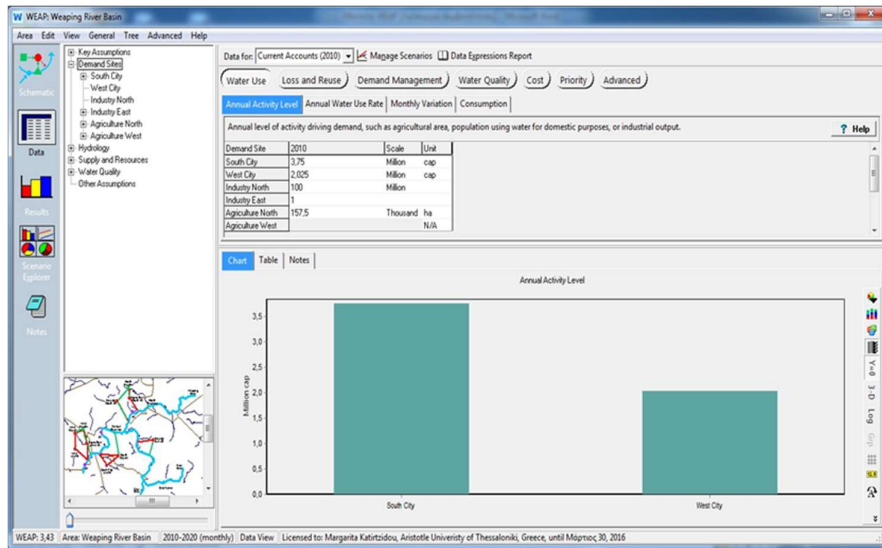 WEAP: Weaping River Basin
Area Edit View General Tree Advanced Help
Schematic
Data
Results
Scenario Explorer
Notes
Key Assumptions
Demand Sites
South City
West City
Industry North
Industry East
Agriculture North
Agriculture West
Hydrology
Supply and Resources
Water Quality
Other Assumptions
Data for: Current Accounts (2010) Manage Scenarios Data Expressions Report
Water Use Loss and Reuse Demand Management Water Quality Cost Priority Advanced
Annual Activity Level Annual Water Use Rate Monthly Variation Consumption
Annual level of activity driving demand, such as agricultural area, population using water for domestic purposes, or industrial output.
? Help
Demand Site 2010 Scale Unit
South City 3,75 Million cap
West City 2,025 Million cap
Industry North 100 Million
Industry East 1
Agriculture North 157,5 Thousand ha
Agriculture West N/A
Chart Table Notes
Annual Activity Level
Million cap
3,5
3,0
2,5
2,0
1,5
1,0
0,5
0,0
South City West City
Y=0
3-D
Log
Grp
WEAP: 3,43 Area: Weaping River Basin 2010-2020 (monthly) Data View Licensed to: Margarita Katirtzidou, Aristotle Univeristy of Thessaloniki, Greece, until Μάρτιος 30, 2016